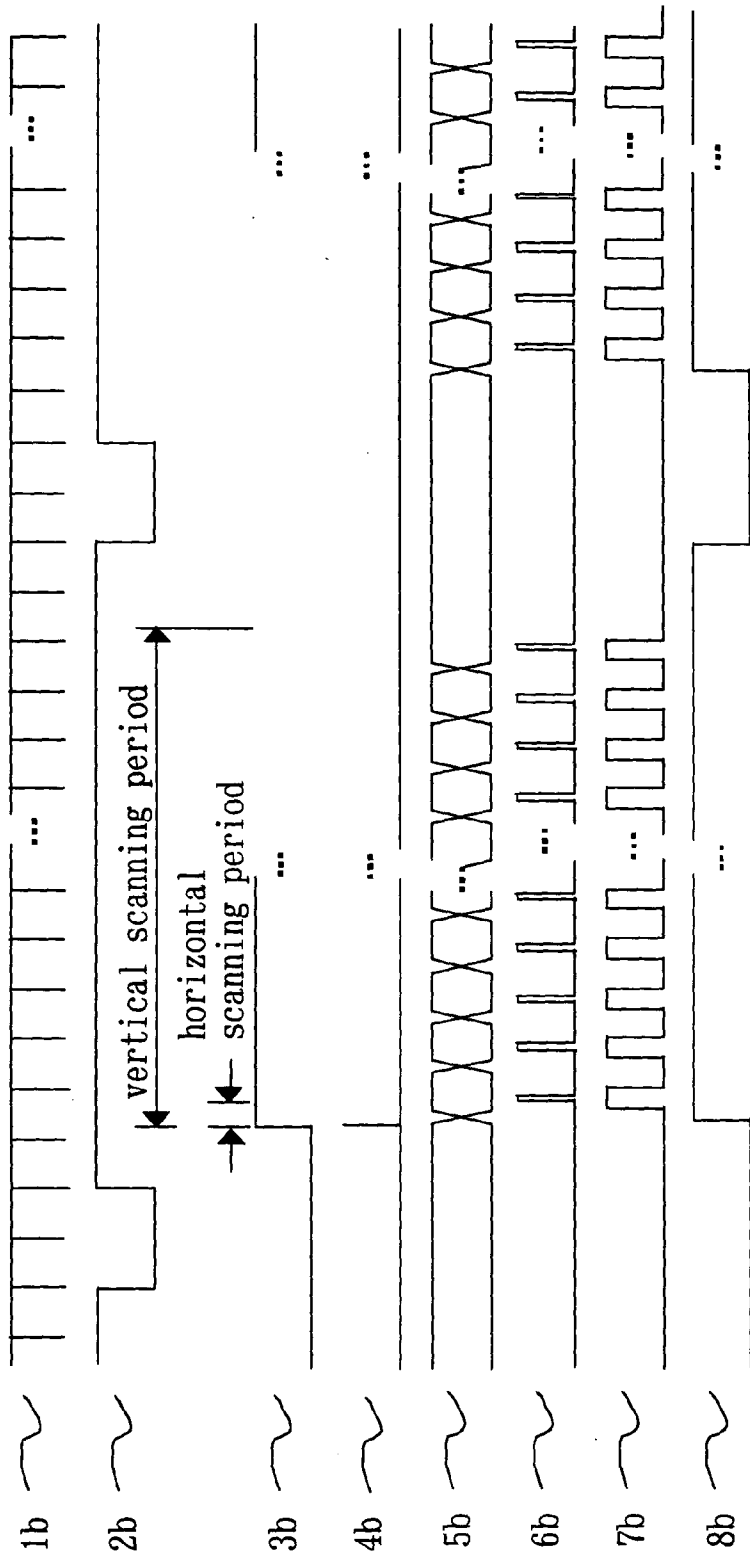 1b
2b
vertical scanning period
horizontal
scanning period
3b
4b
5b
6b
7b
8b